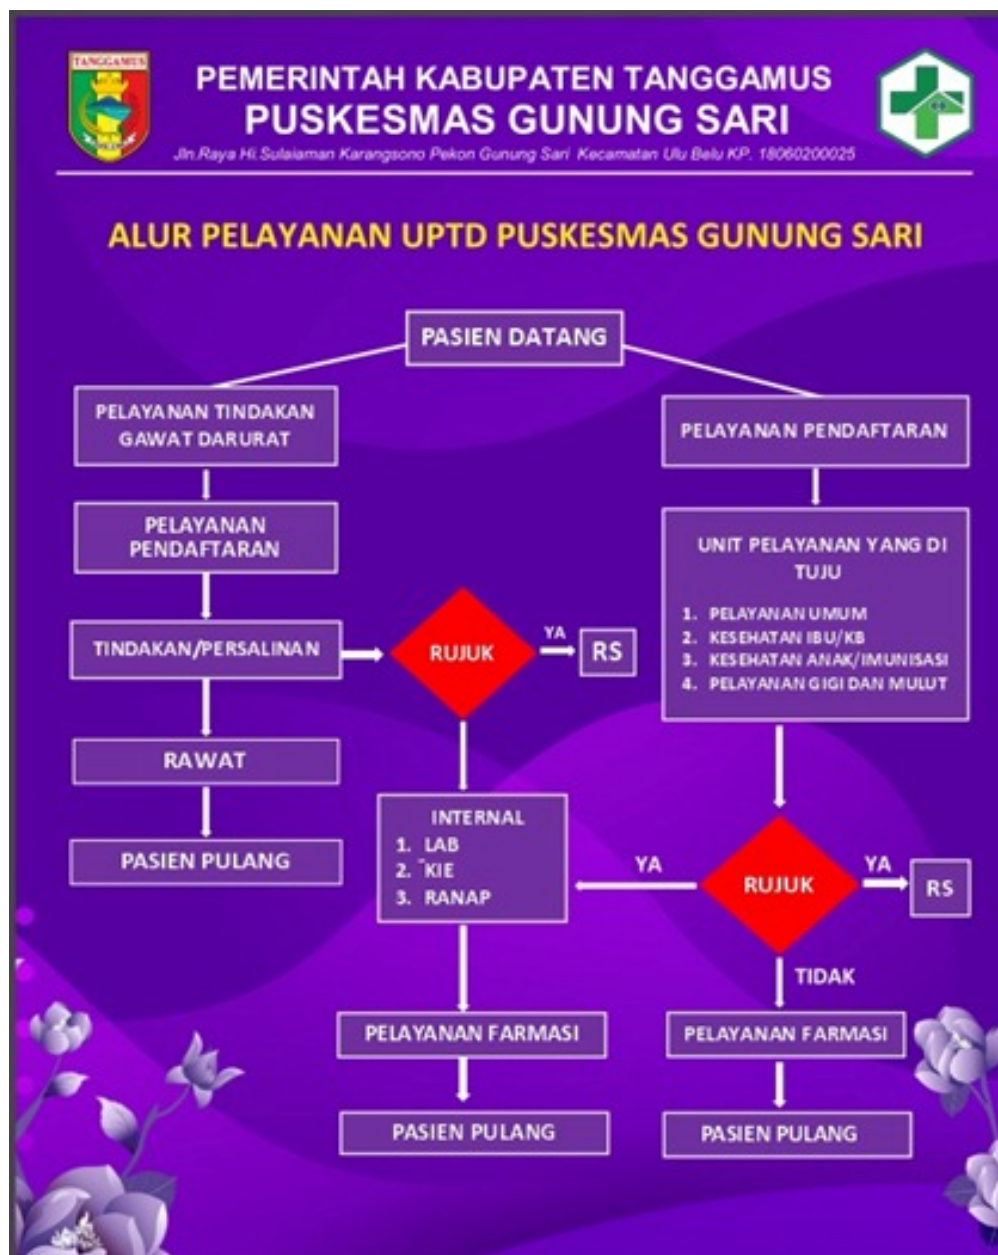 TANGGAMUS
PEMERINTAH KABUPATEN TANGGAMUS
PUSKESMAS GUNUNG SARI
Jln.Raya Hi.Sulaiaman Karangsono Pekon Gunung Sari Kecamatan Ulu Belu KP. 18060200025
ALUR PELAYANAN UPTD PUSKESMAS GUNUNG SARI
PASIEN DATANG
PELAYANAN TINDAKAN
GAWAT DARURAT
PELAYANAN
PENDAFTARAN
TINDAKAN/PERSALINAN
RAWAT
PASIEN PULANG
RUJUK
YA
RS
INTERNAL
1. LAB
2. KIE
3. RANAP
PELAYANAN FARMASI
PASIEN PULANG
PELAYANAN PENDAFTARAN
UNIT PELAYANAN YANG DI
TUJU
1. PELAYANAN UMUM
2. KESEHATAN IBU/KB
3. KESEHATAN ANAK/IMUNISASI
4. PELAYANAN GIGI DAN MULUT
YA
RUJUK
YA
RS
TIDAK
PELAYANAN FARMASI
PASIEN PULANG